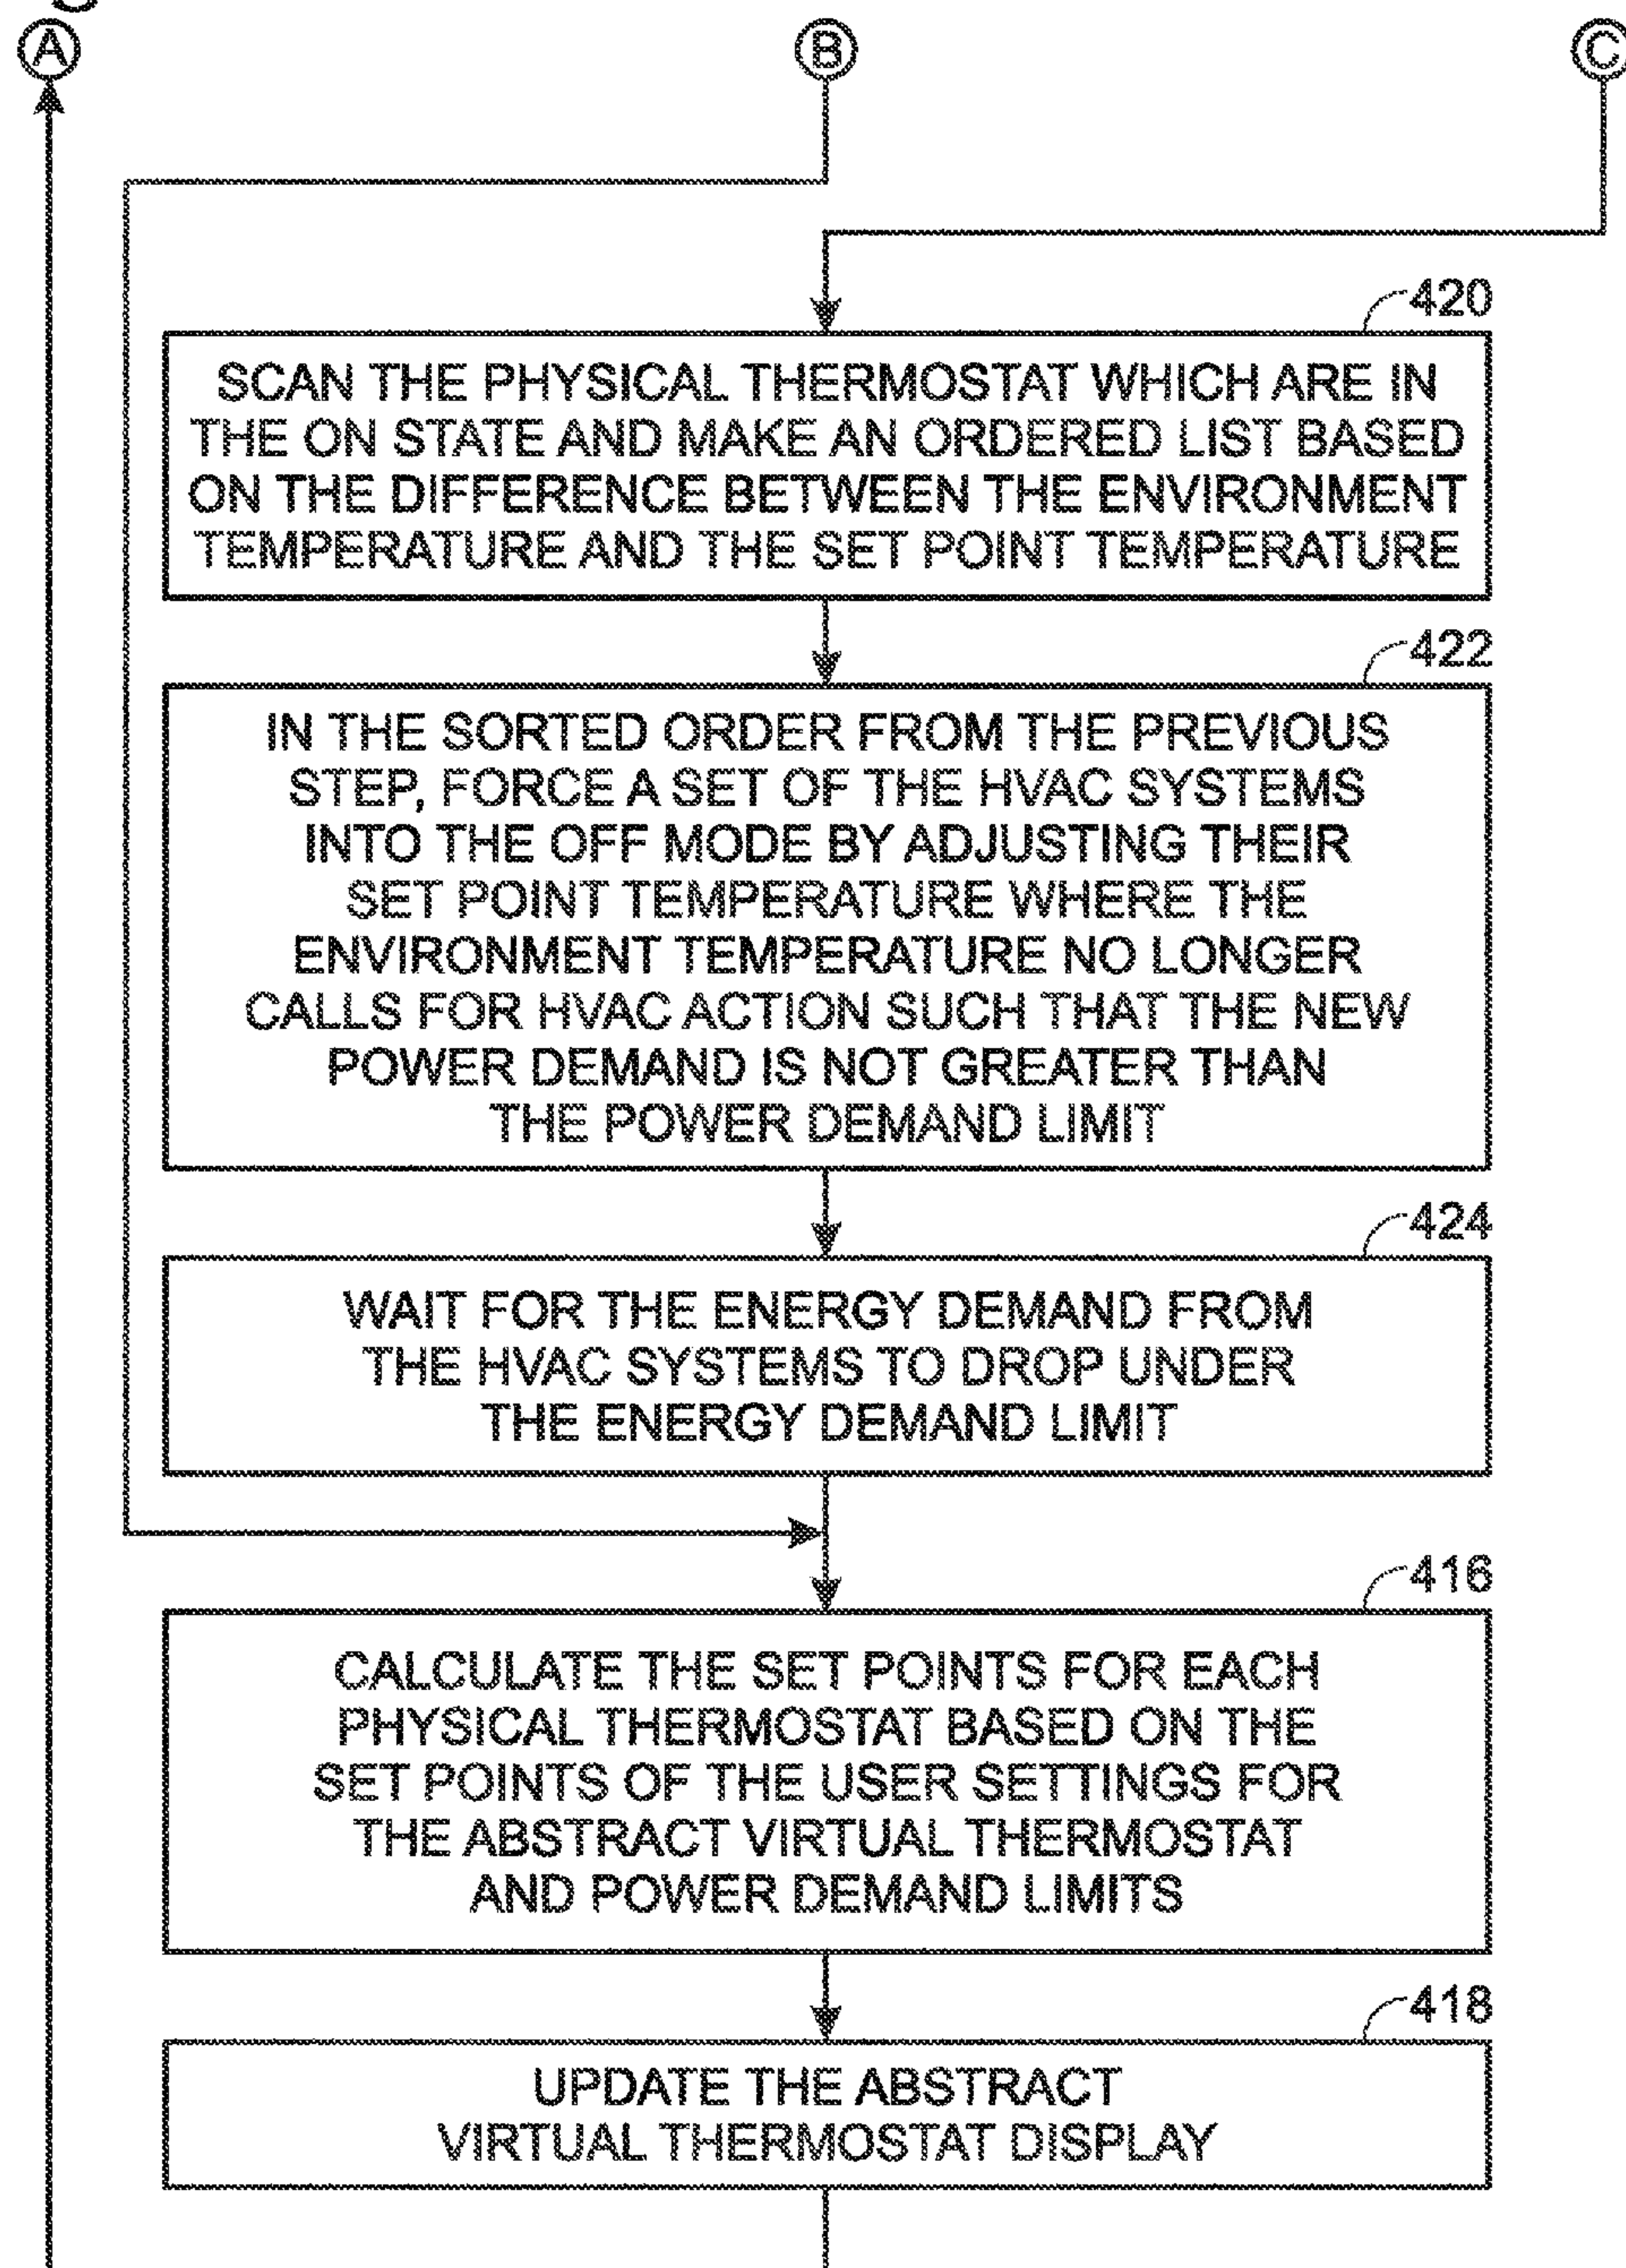 A
B
C
420
SCAN THE PHYSICAL THERMOSTAT WHICH ARE IN
THE ON STATE AND MAKE AN ORDERED LIST BASED
ON THE DIFFERENCE BETWEEN THE ENVIRONMENT
TEMPERATURE AND THE SET POINT TEMPERATURE
422
IN THE SORTED ORDER FROM THE PREVIOUS
STEP, FORCE A SET OF THE HVAC SYSTEMS
INTO THE OFF MODE BY ADJUSTING THEIR
SET POINT TEMPERATURE WHERE THE
ENVIRONMENT TEMPERATURE NO LONGER
CALLS FOR HVAC ACTION SUCH THAT THE NEW
POWER DEMAND IS NOT GREATER THAN
THE POWER DEMAND LIMIT
424
WAIT FOR THE ENERGY DEMAND FROM
THE HVAC SYSTEMS TO DROP UNDER
THE ENERGY DEMAND LIMIT
416
CALCULATE THE SET POINTS FOR EACH
PHYSICAL THERMOSTAT BASED ON THE
SET POINTS OF THE USER SETTINGS FOR
THE ABSTRACT VIRTUAL THERMOSTAT
AND POWER DEMAND LIMITS
418
UPDATE THE ABSTRACT
VIRTUAL THERMOSTAT DISPLAY